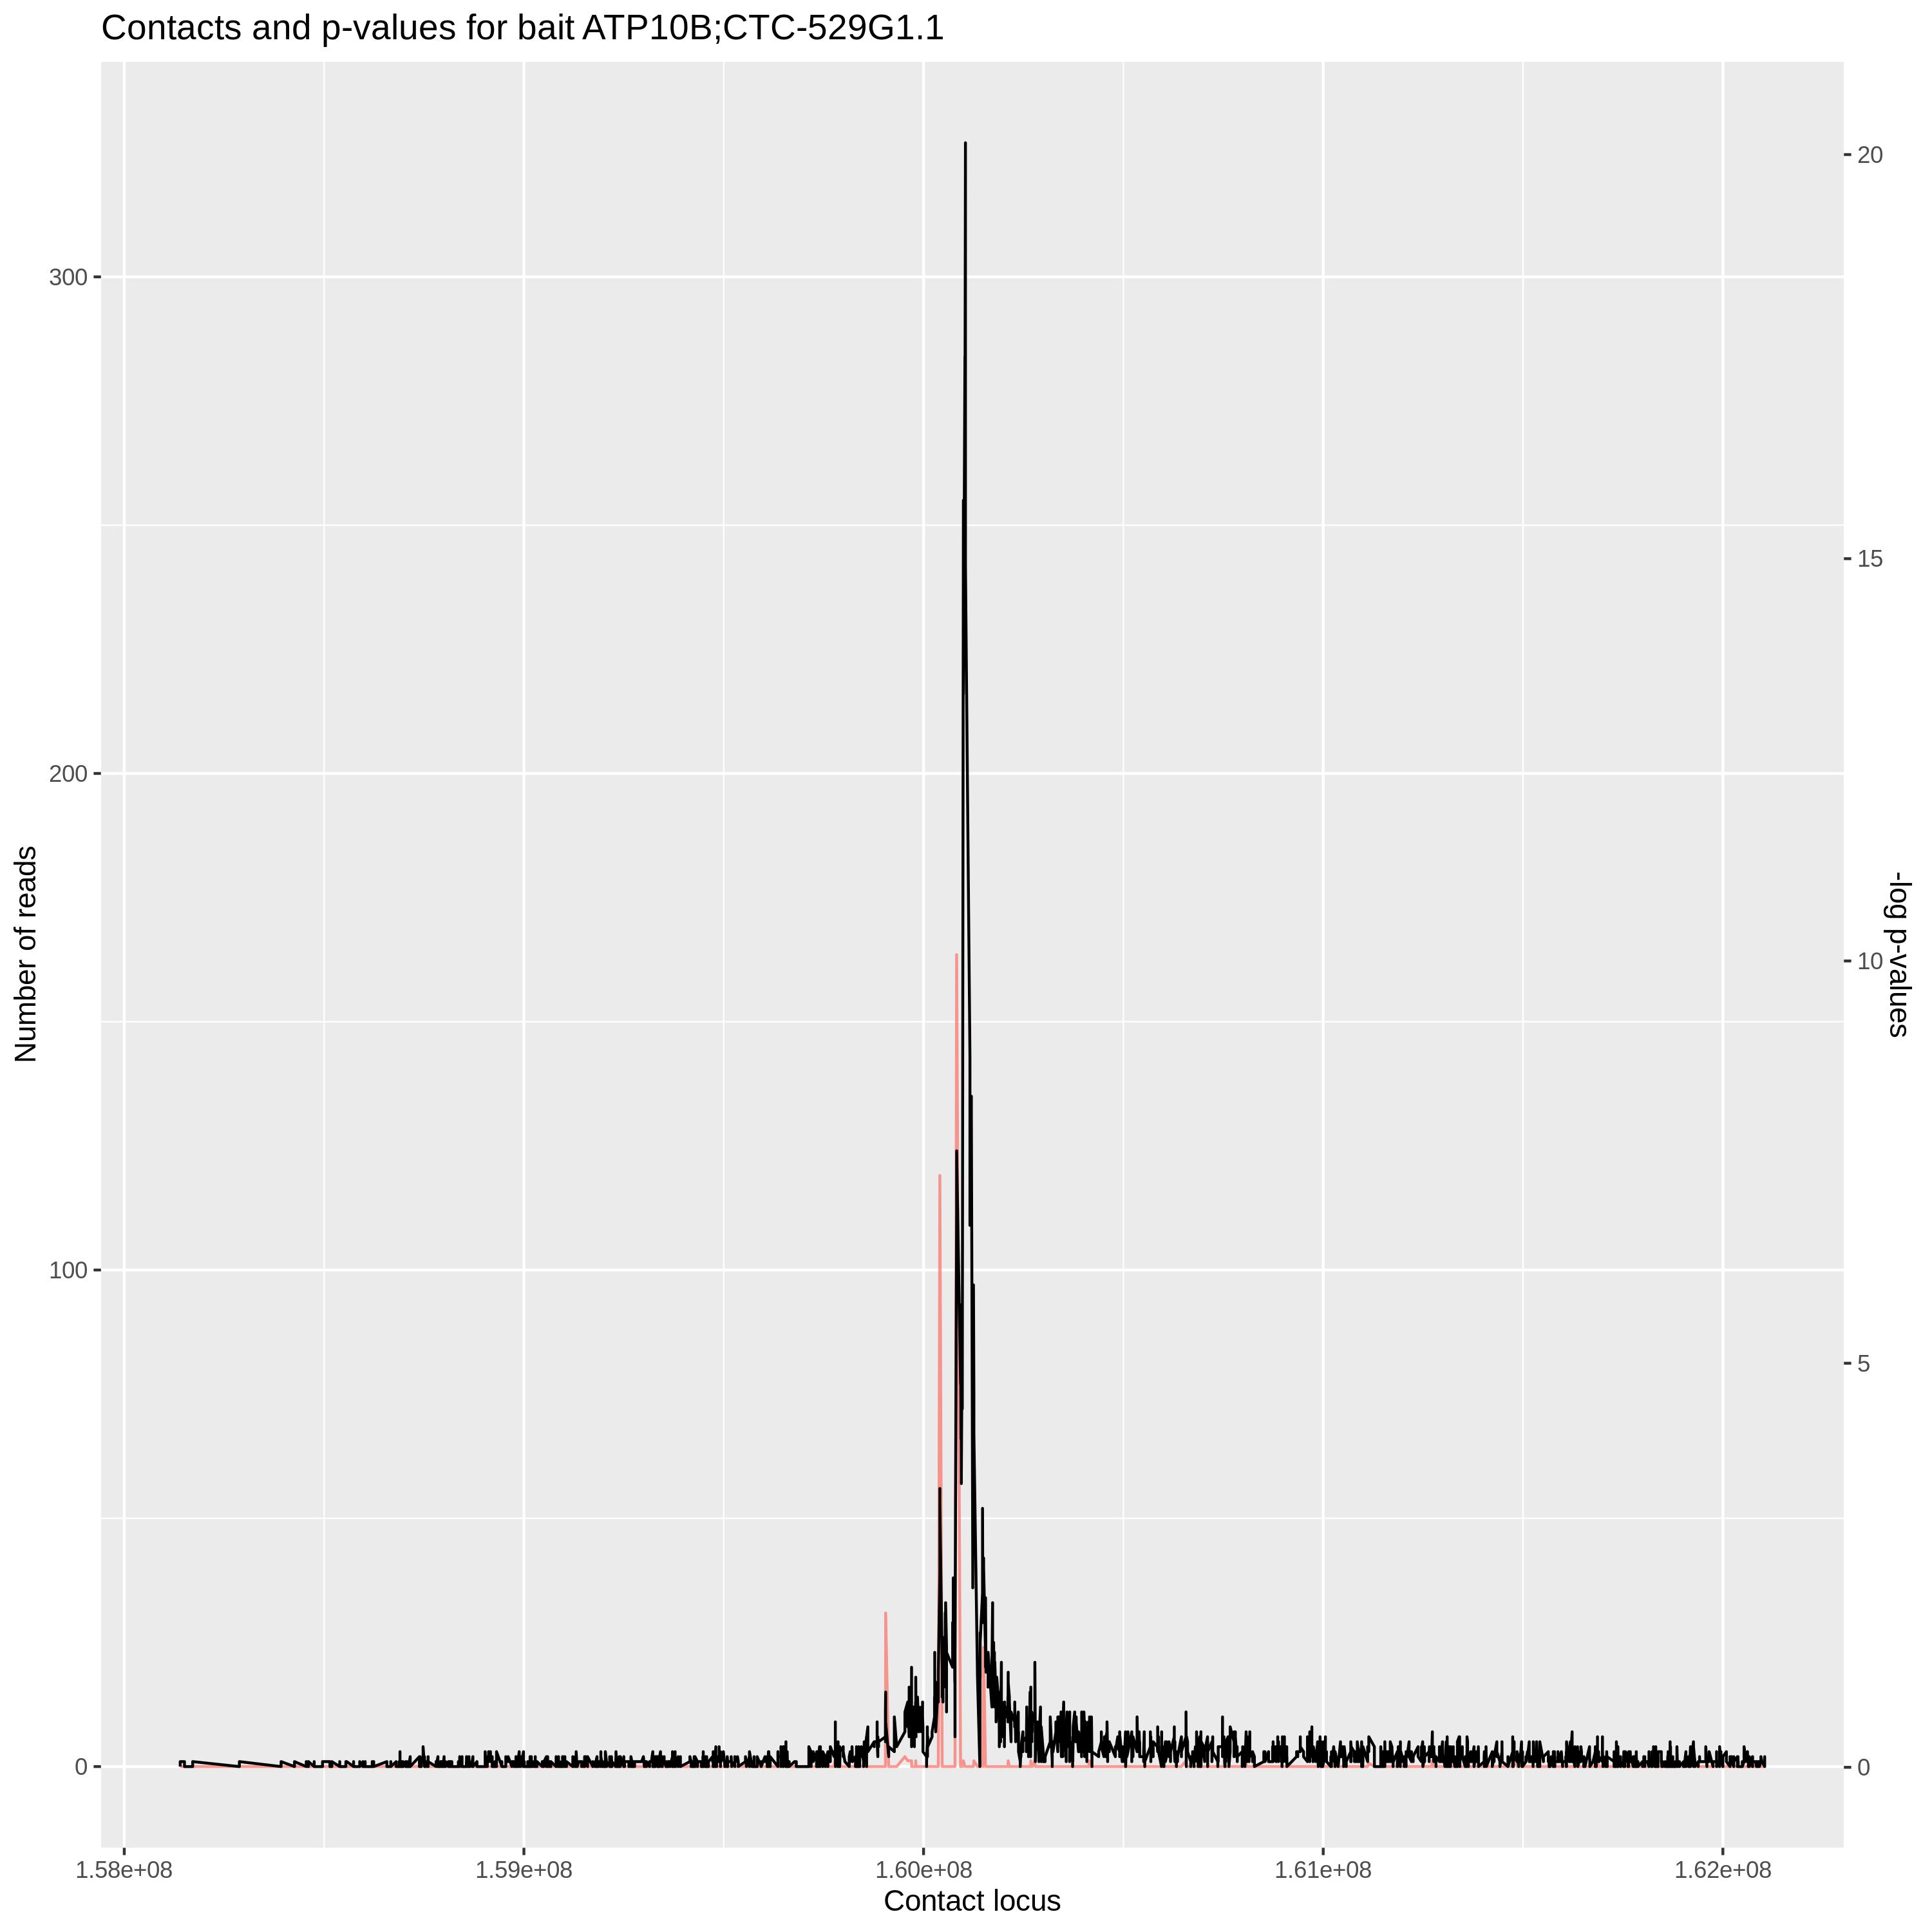 Contacts and p-values for bait ATP10B;CTC-529G1.1
300
200
100
0
Number of reads
20
15
10
5
0
-log p-values
1.58e+08 1.59e+08 1.60e+08 1.61e+08 1.62e+08
Contact locus